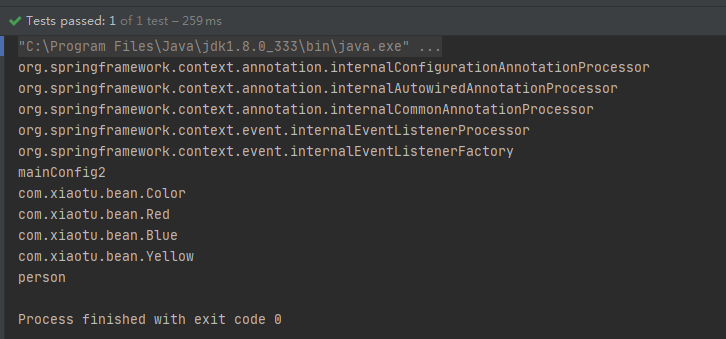 Tests passed: 1 of 1 test – 259 ms
"C:\Program Files\Java\jdk1.8.0_333\bin\java.exe" ...
org.springframework.context.annotation.internalConfigurationAnnotationProcessor
org.springframework.context.annotation.internalAutowiredAnnotationProcessor
org.springframework.context.annotation.internalCommonAnnotationProcessor
org.springframework.context.event.internalEventListenerProcessor
org.springframework.context.event.internalEventListenerFactory
mainConfig2
com.xiaotu.bean.Color
com.xiaotu.bean.Red
com.xiaotu.bean.Blue
com.xiaotu.bean.Yellow
person
Process finished with exit code 0